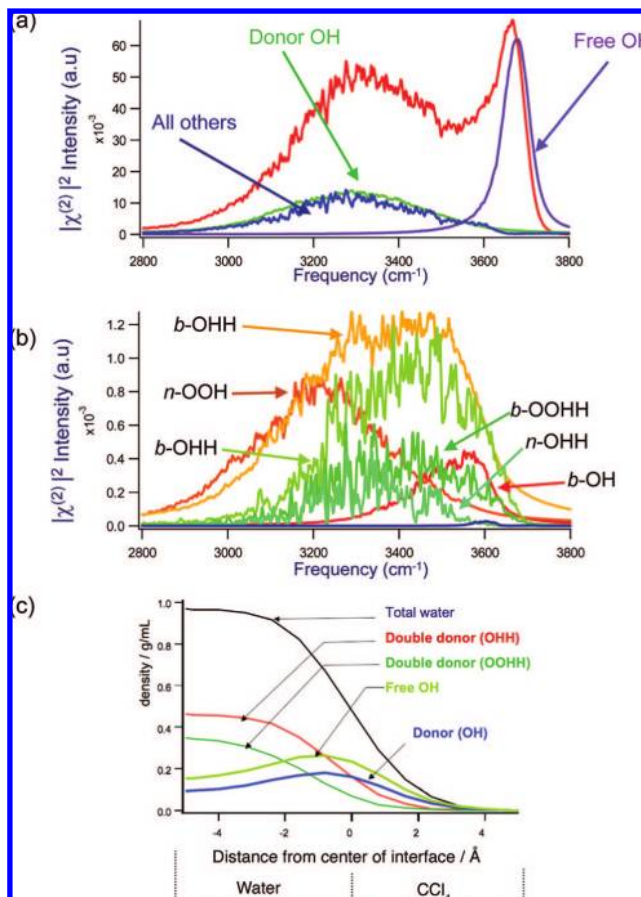 (a)
Donor OH
Free OH
All others
|χ(2) |2 Intensity (a.u)
x10-3
60
50
40
30
20
10
0
2800 3000 3200 3400 3600 3800
Frequency (cm-1)
(b)
b-OHH
n-OOH
b-OHH
b-OOHH
n-OHH
b-OH
|χ(2) |2 Intensity (a.u)
x10-3
1.2
1.0
0.8
0.6
0.4
0.2
0.0
2800 3000 3200 3400 3600 3800
Frequency (cm-1)
(c)
Total water
Double donor (OHH)
Double donor (OOHH)
Free OH
Donor (OH)
density / g/mL
1.0
0.8
0.6
0.4
0.2
0.0
-4 -2 0 2 4
Distance from center of interface / Å
Water CCl4